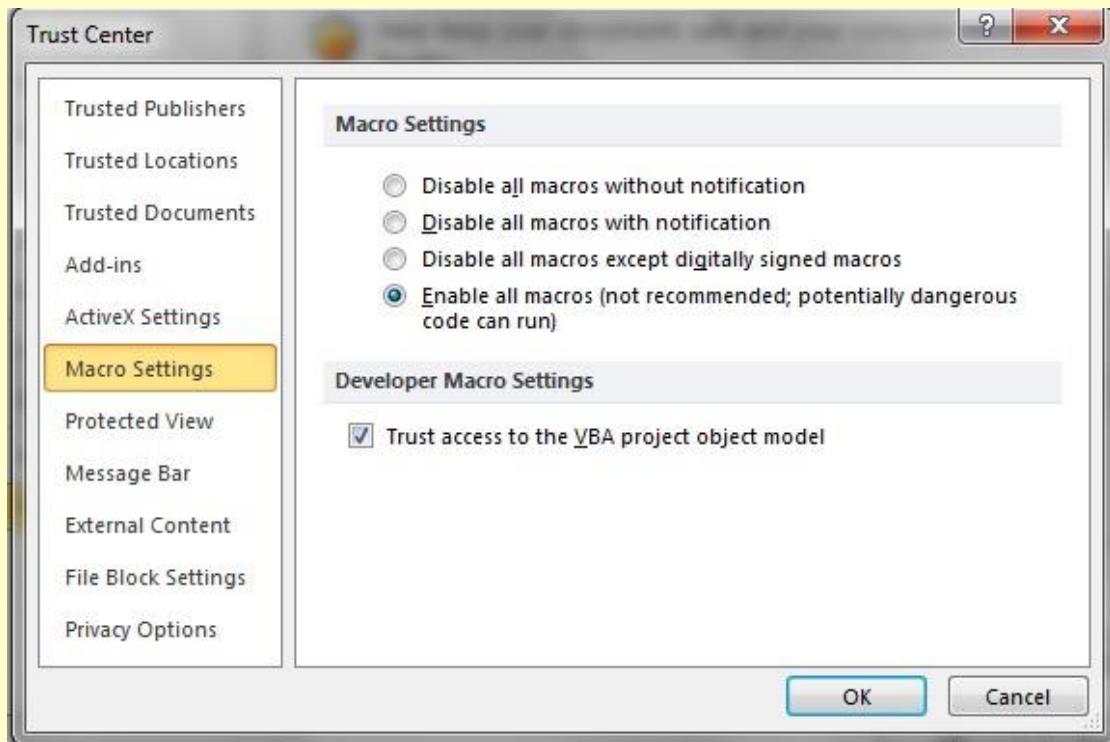 Trust Center
Trusted Publishers
Trusted Locations
Trusted Documents
Add-ins
ActiveX Settings
Macro Settings
Protected View
Message Bar
External Content
File Block Settings
Privacy Options
Macro Settings
Disable all macros without notification
Disable all macros with notification
Disable all macros except digitally signed macros
Enable all macros (not recommended; potentially dangerous
code can run)
Developer Macro Settings
Trust access to the VBA project object model
OK
Cancel